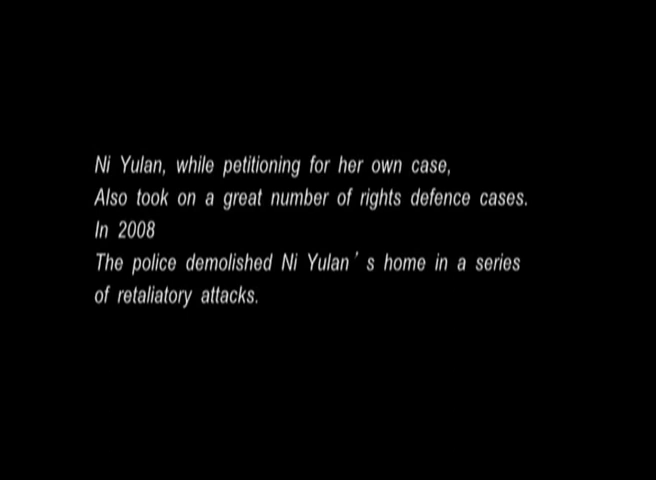 Ni Yulan, while petitioning for her own case,
Also took on a great number of rights defence cases.
In 2008
The police demolished Ni Yulan's home in a series
of retaliatory attacks.